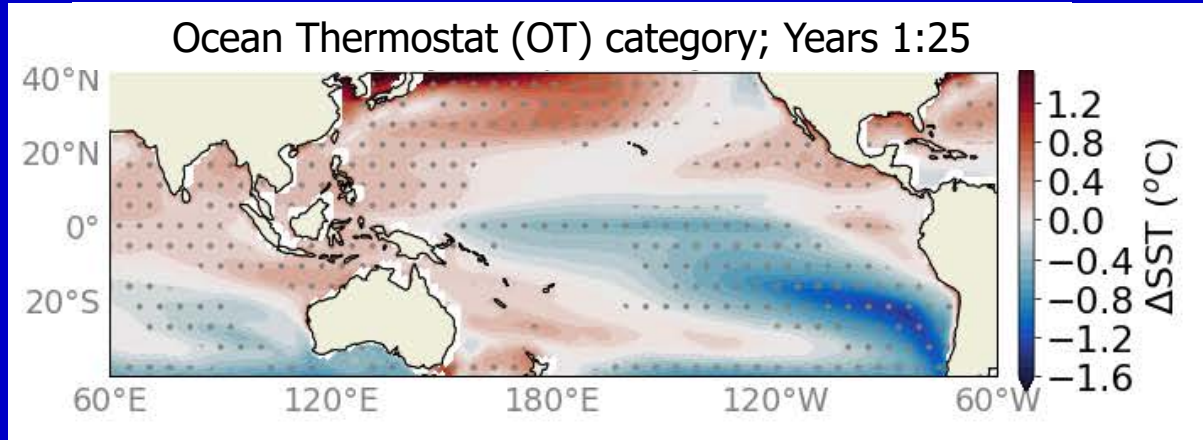 Ocean Thermostat (OT) category; Years 1:25
40°N
20°N
0°
20°S
60°E
120°E
180°E
120°W
60°W
1.2
0.8
0.4
0.0
−0.4
−0.8
−1.2
−1.6
ΔSST (°C)